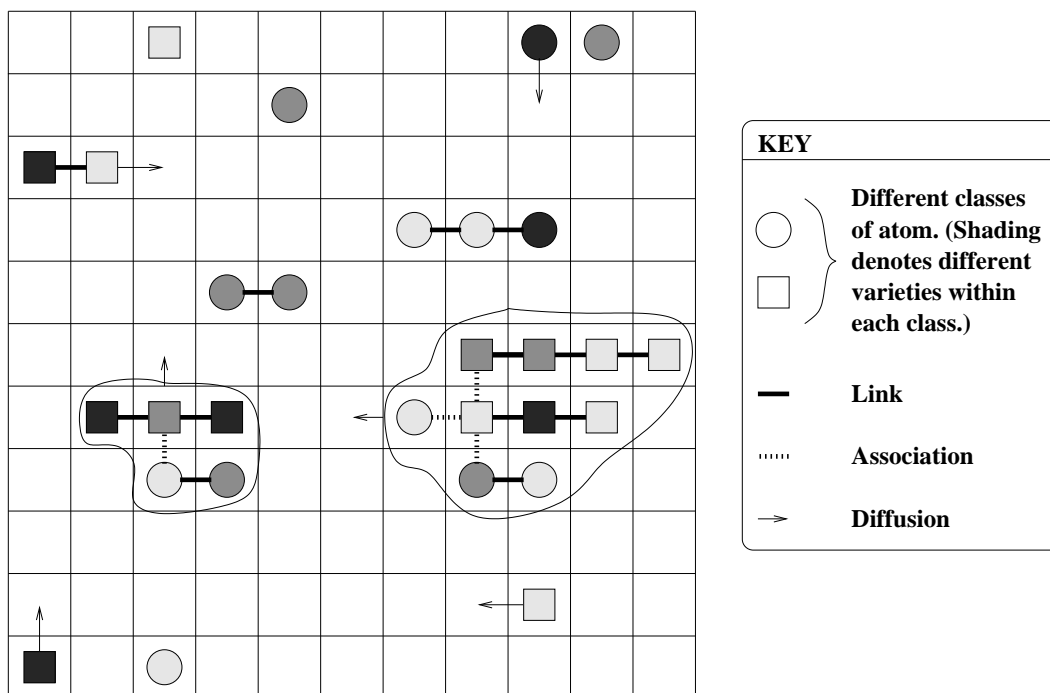 KEY
Different classes
of atom. (Shading
denotes different
varieties within
each class.)
Link
Association
Diffusion